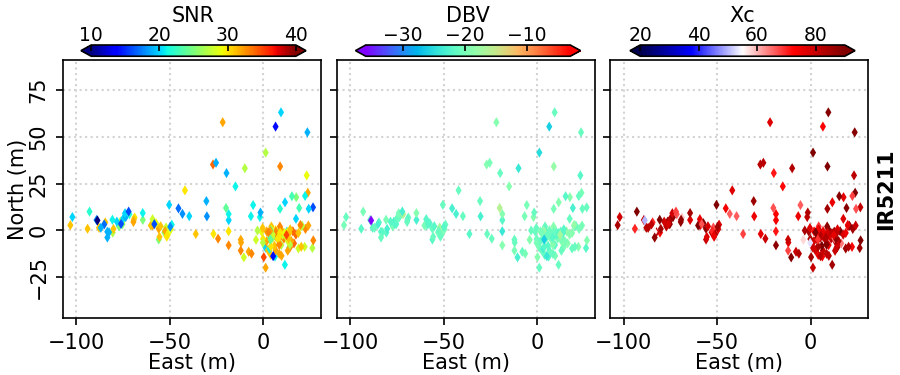 SNR DBV Xc
10 20 30 40 −30 −20 −10 20 40 60 80
75
50
25
0
−25
North (m)
IR5211
−100 −50 0 −100 −50 0 −100 −50 0
East (m) East (m) East (m)